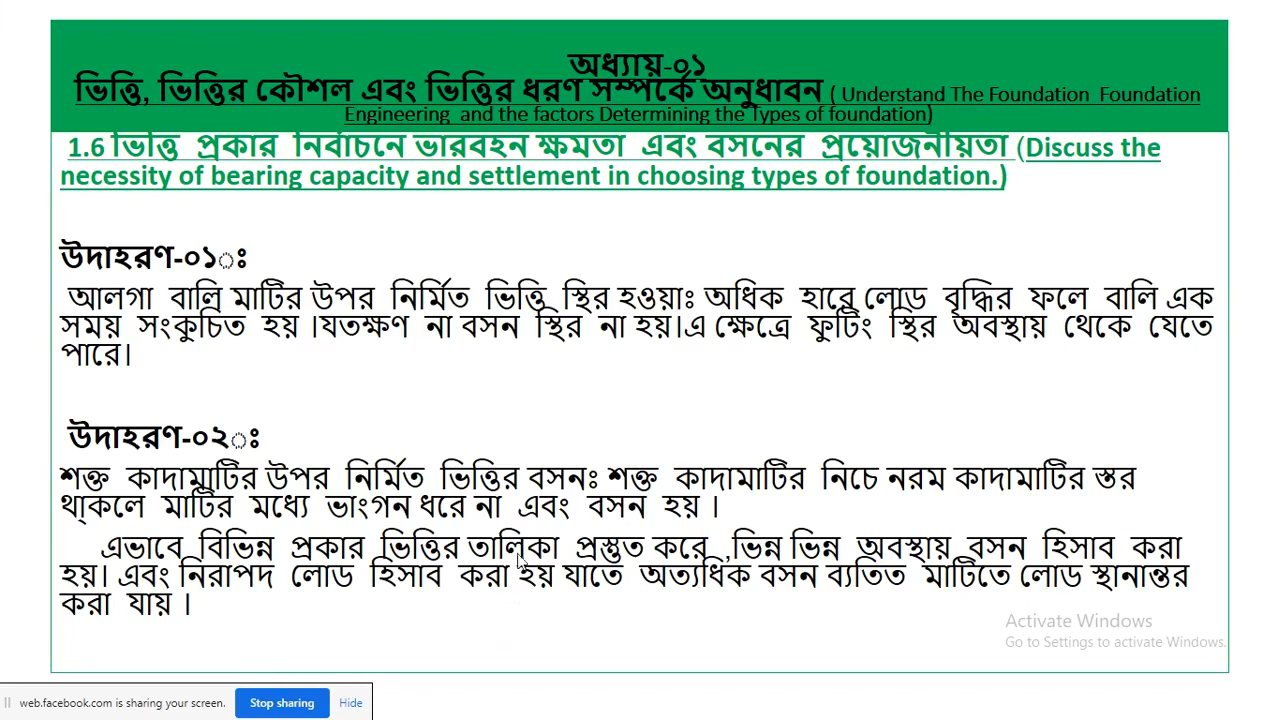 অধ্যায়-০১
ভিত্তি, ভিত্তির কৌশল এবং ভিত্তির ধরণ সম্পর্কে অনুধাবন ( Understand The Foundation Foundation
Engineering and the factors Determining the Types of foundation)
1.6 ভিত্তি প্রকার নির্বাচনে ভারবহন ক্ষমতা এবং বসনের প্রয়োজনীয়তা (Discuss the
necessity of bearing capacity and settlement in choosing types of foundation.)
উদাহরণ-০১ঃ
আলগা বালি মাটির উপর নির্মিত ভিত্তি স্থির হওয়াঃ অধিক হারে লোড বৃদ্ধির ফলে বালি এক
সময় সংকুচিত হয় ।যতক্ষণ না বসন স্থির না হয়।এ ক্ষেত্রে ফুটিং স্থির অবস্থায় থেকে যেতে
পারে।
উদাহরণ-০২ঃ
শক্ত কাদামাটির উপর নির্মিত ভিত্তির বসনঃ শক্ত কাদামাটির নিচে নরম কাদামাটির স্তর
থা্কলে মাটির মধ্যে ভাংগন ধরে না এবং বসন হয় ।
এভাবে বিভিন্ন প্রকার ভিত্তির তালিকা প্রস্তুত করে ,ভিন্ন ভিন্ন অবস্থায় বসন হিসাব করা
হয়। এবং নিরাপদ লোড হিসাব করা হয় যাতে অত্যধিক বসন ব্যতিত মাটিতে লোড স্থানান্তর
করা যায় ।
Activate Windows
Go to Settings to activate Windows.
web.facebook.com is sharing your screen. Stop sharing Hide